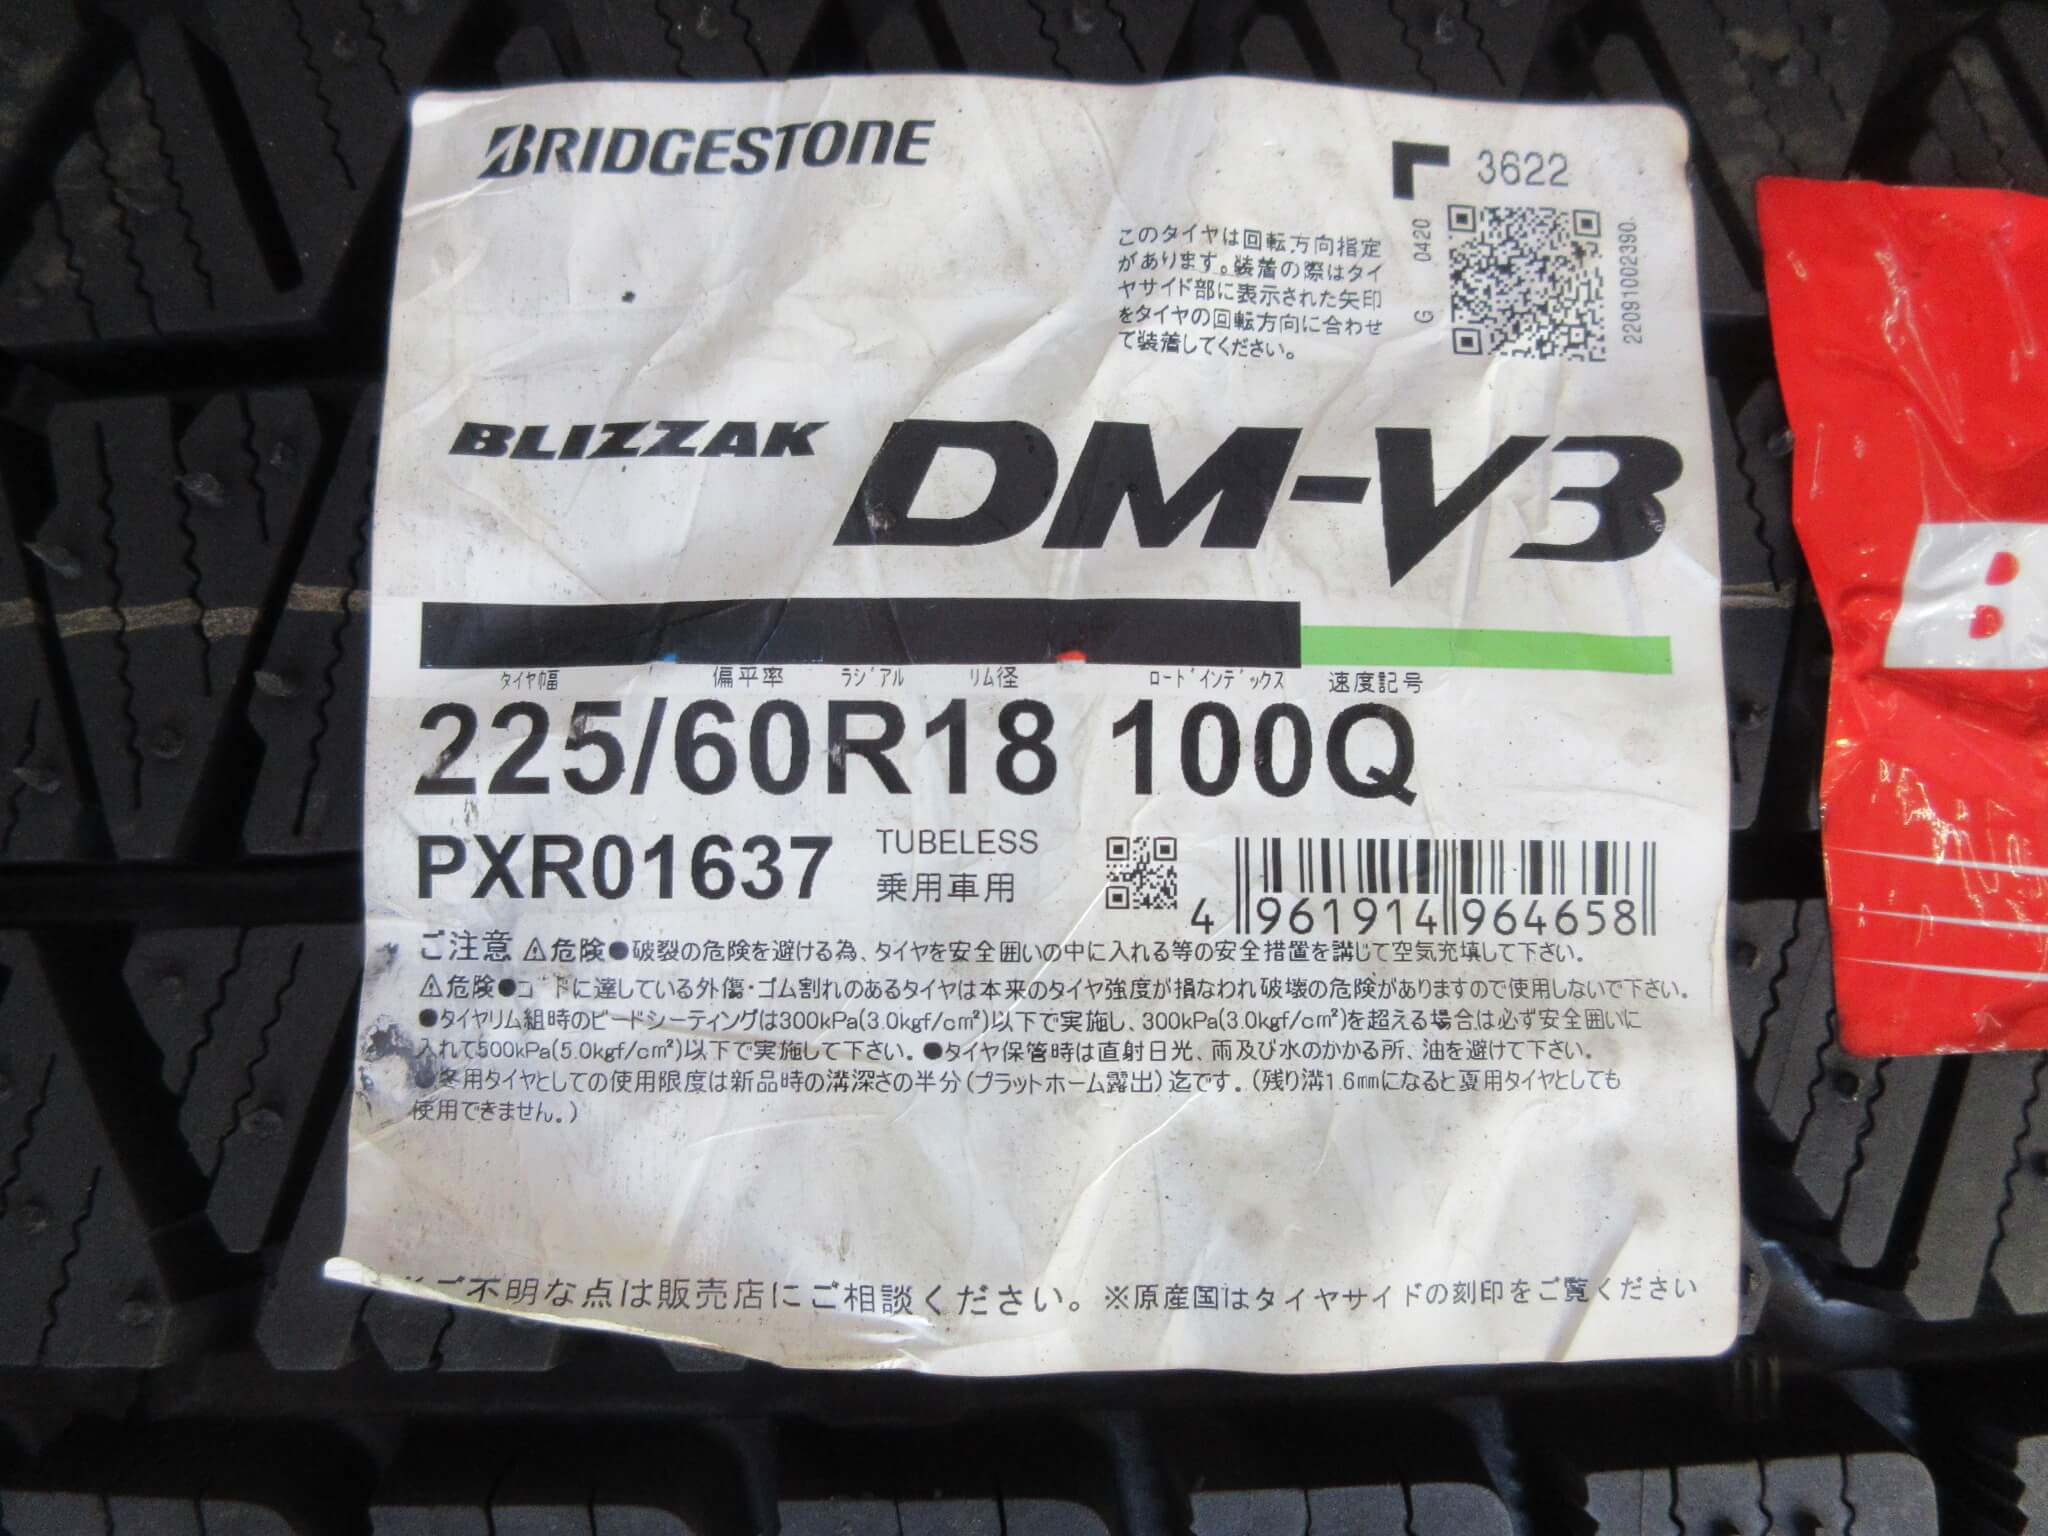 BRIDGESTONE
3622
このタイヤは回転方向指定
があります。装着の際はタイ
ヤサイド部に表示された矢印
をタイヤの回転方向に合わせ
て装着してください。
G 0420
22091002390
BLIZZAK DM-V3
タイヤ幅 偏平率 ラジアル リム径 ロードインデックス 速度記号
225/60R18 100Q
PXR01637 TUBELESS
乗用車用
4 961914 964658
ご注意 ⚠危険●破裂の危険を避ける為、タイヤを安全囲いの中に入れる等の安全措置を講じて空気充填して下さい。
⚠危険●コードに達している外傷・ゴム割れのあるタイヤは本来のタイヤ強度が損なわれ破壊の危険がありますので使用しないで下さい。
●タイヤリム組時のビードシーティングは300kPa(3.0kgf/c㎡)以下で実施し、300kPa(3.0kgf/c㎡)を超える場合は必ず安全囲いに
入れて500kPa(5.0kgf/c㎡)以下で実施して下さい。●タイヤ保管時は直射日光、雨及び水のかかる所、油を避けて下さい。
●冬用タイヤとしての使用限度は新品時の溝深さの半分(プラットホーム露出)迄です。(残り溝1.6mmになると夏用タイヤとしても
使用できません。)
※ご不明な点は販売店にご相談ください。※原産国はタイヤサイドの刻印をご覧ください
B